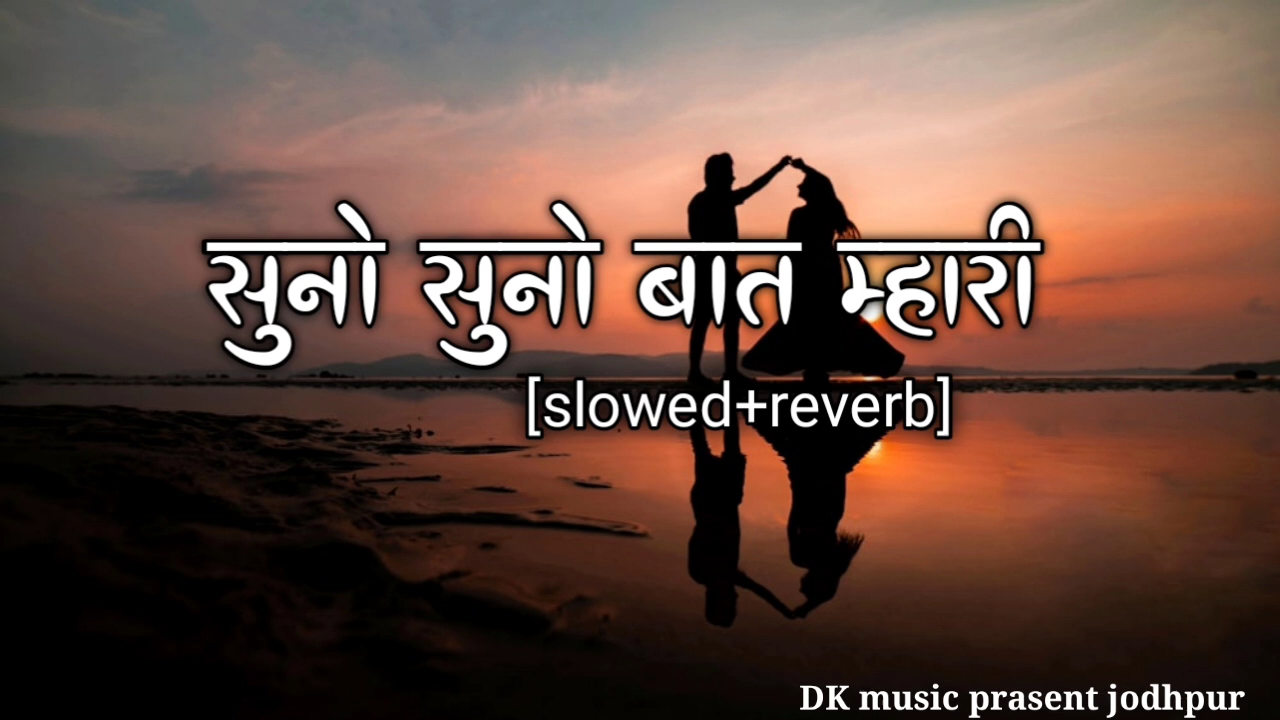 सुनो सुनो बात म्हारी
[slowed+reverb]
DK music prasent jodhpur